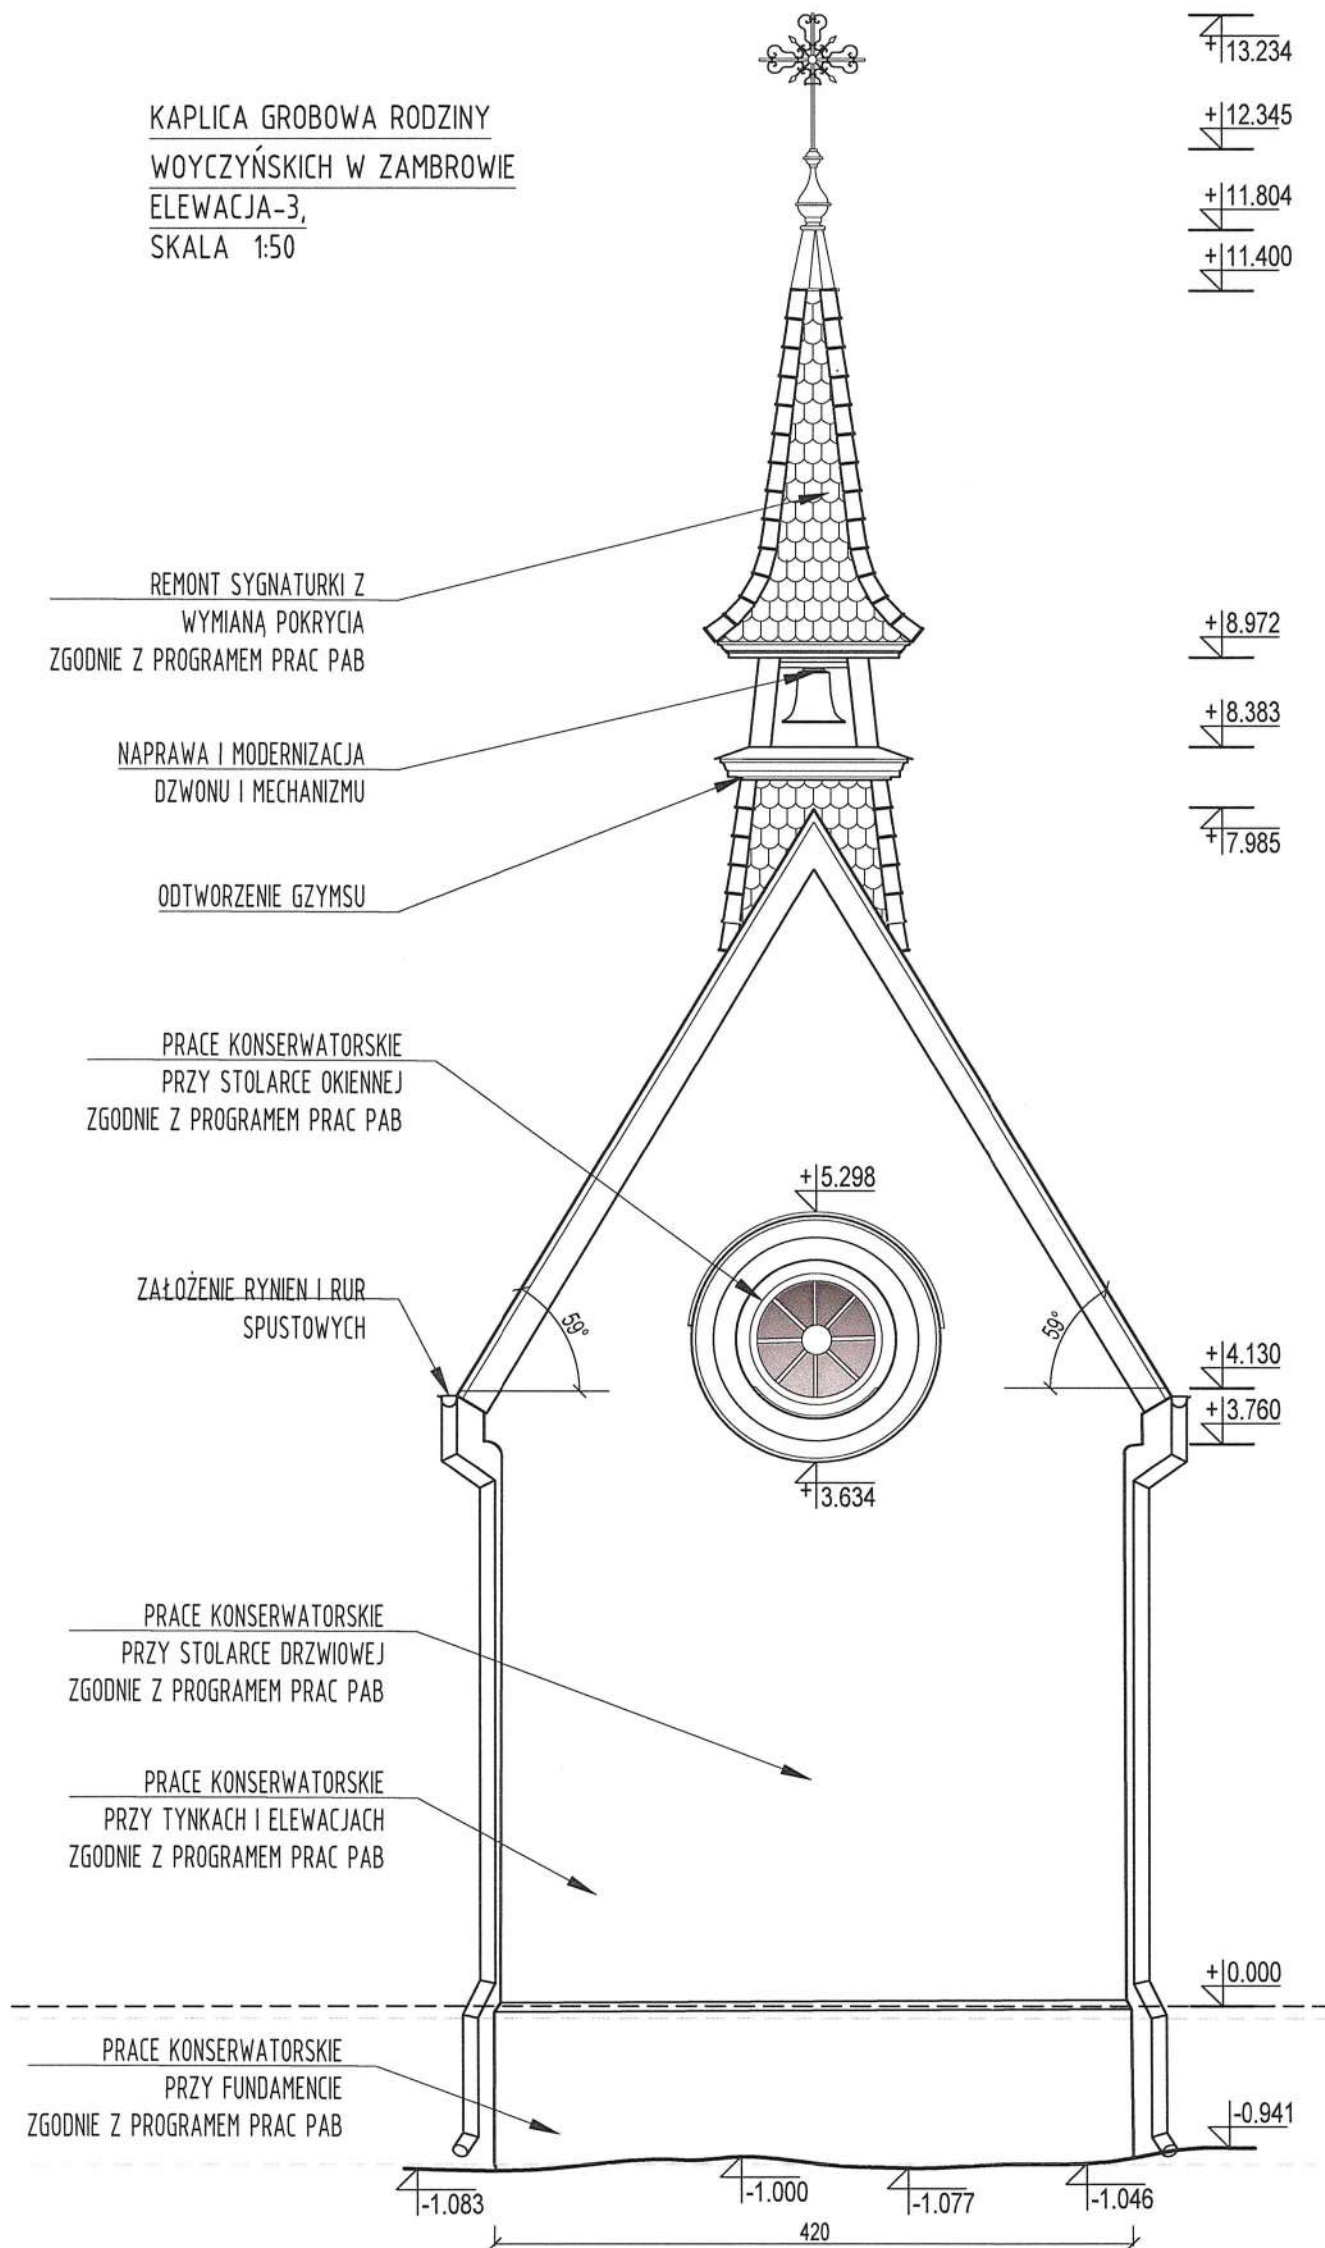 KAPLICA GROBOWA RODZINY
WOYCZYŃSKICH W ZAMBROWIE
ELEWACJA-3,
SKALA 1:50
+13.234
+12.345
+11.804
+11.400
REMONT SYGNATURKI Z
WYMIANĄ POKRYCIA
ZGODNIE Z PROGRAMEM PRAC PAB
+8.972
+8.383
NAPRAWA I MODERNIZACJA
DZWONU I MECHANIZMU
+7.985
ODTWORZENIE GZYMSU
PRACE KONSERWATORSKIE
PRZY STOLARCE OKIENNEJ
ZGODNIE Z PROGRAMEM PRAC PAB
+5.298
ZAŁOŻENIE RYNIEN I RUR
SPUSTOWYCH
59°
59°
+4.130
+3.760
+3.634
PRACE KONSERWATORSKIE
PRZY STOLARCE DRZWIOWEJ
ZGODNIE Z PROGRAMEM PRAC PAB
PRACE KONSERWATORSKIE
PRZY TYNKACH I ELEWACJACH
ZGODNIE Z PROGRAMEM PRAC PAB
+0.000
PRACE KONSERWATORSKIE
PRZY FUNDAMENCIE
ZGODNIE Z PROGRAMEM PRAC PAB
-0.941
-1.083
-1.000
-1.077
-1.046
420